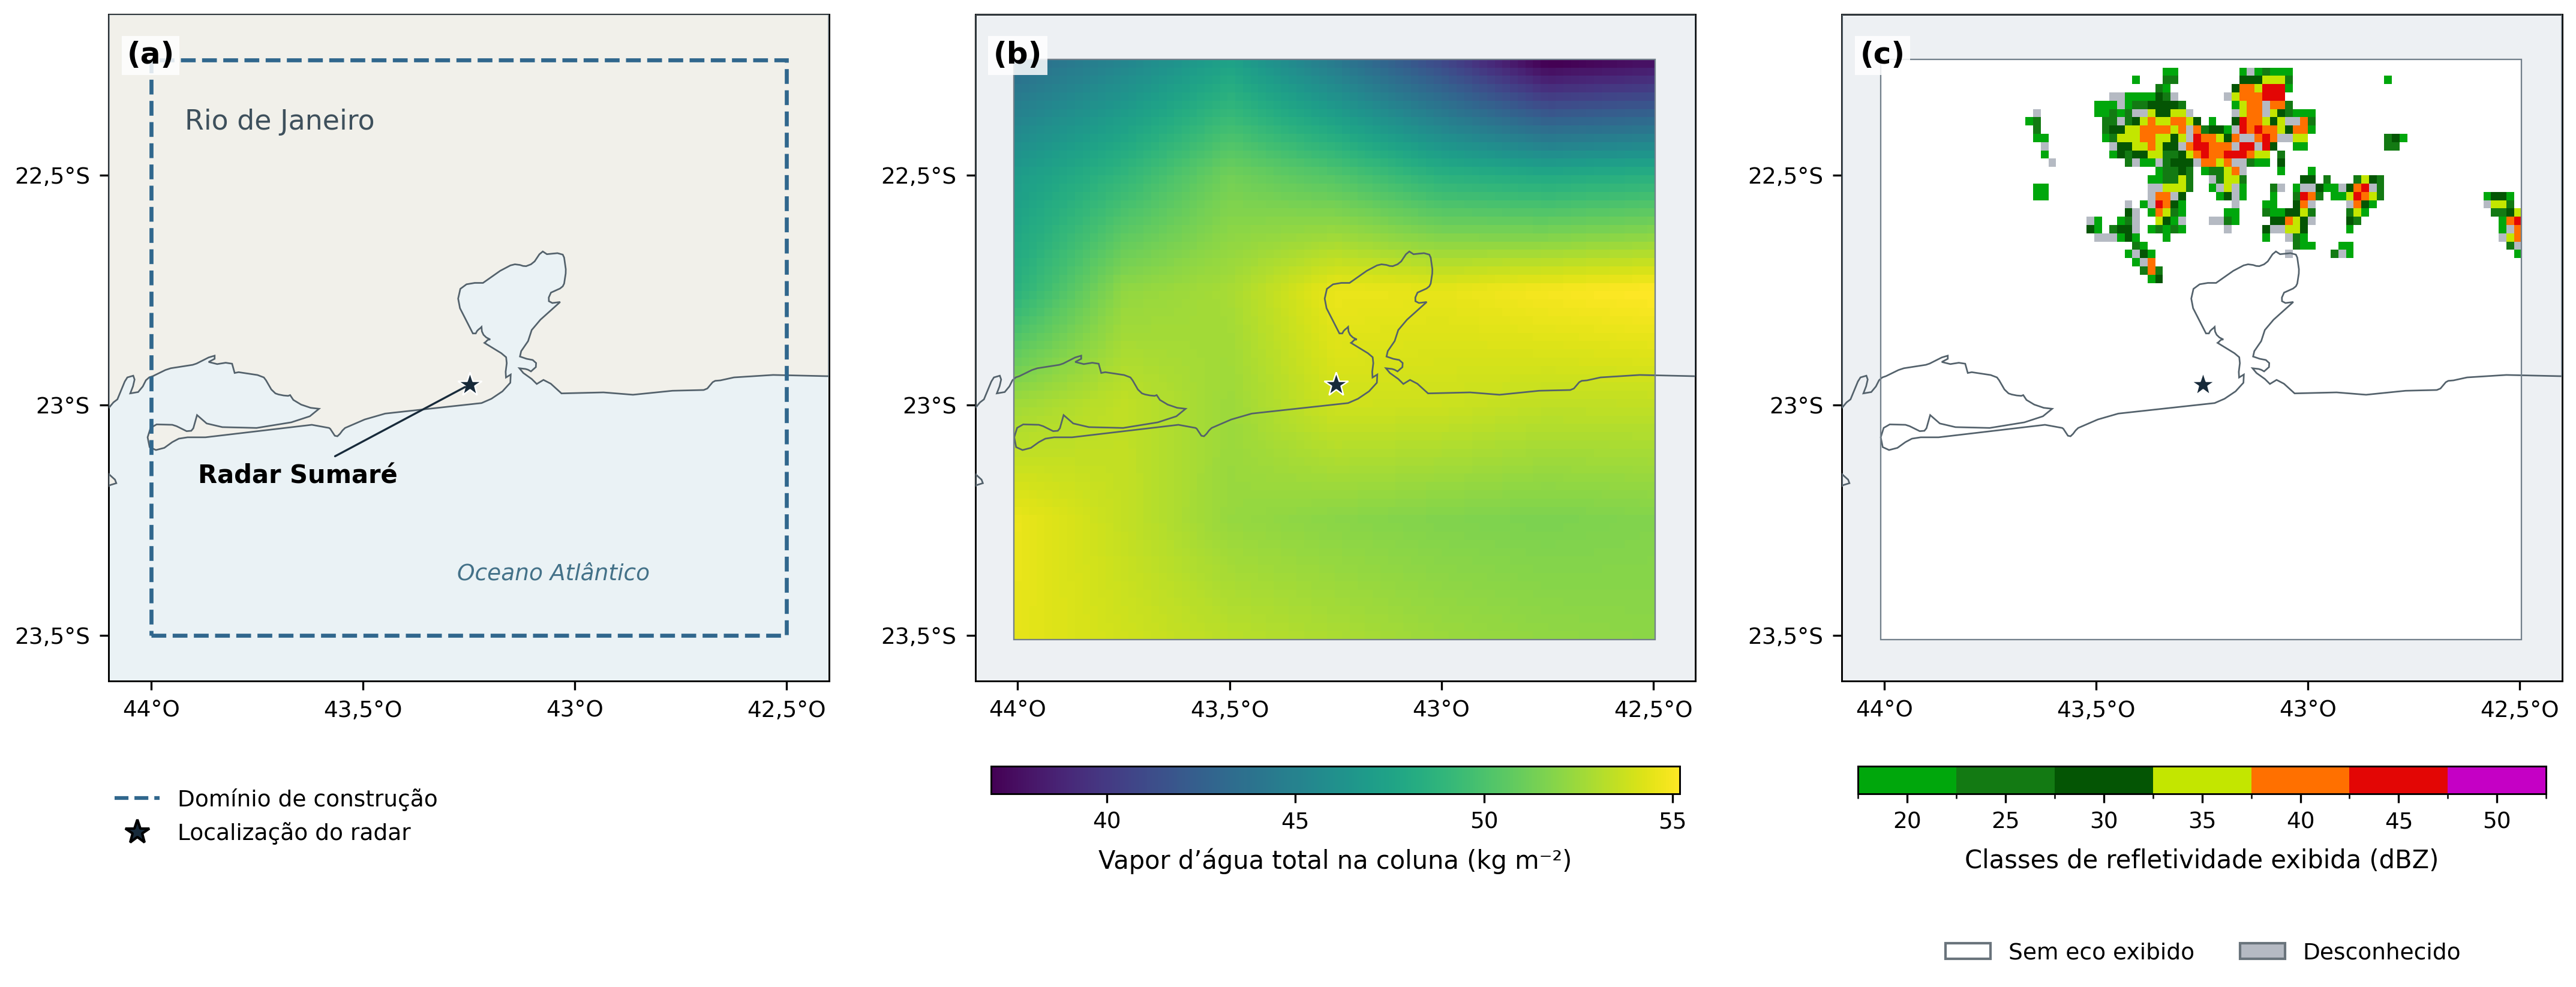 (a)
Rio de Janeiro
Radar Sumaré
Oceano Atlântico
22,5°S
23°S
23,5°S
44°O 43,5°O 43°O 42,5°O
Domínio de construção
Localização do radar
(b)
22,5°S
23°S
23,5°S
44°O 43,5°O 43°O 42,5°O
40 45 50 55
Vapor d’água total na coluna (kg m⁻²)
(c)
22,5°S
23°S
23,5°S
44°O 43,5°O 43°O 42,5°O
20 25 30 35 40 45 50
Classes de refletividade exibida (dBZ)
Sem eco exibido Desconhecido